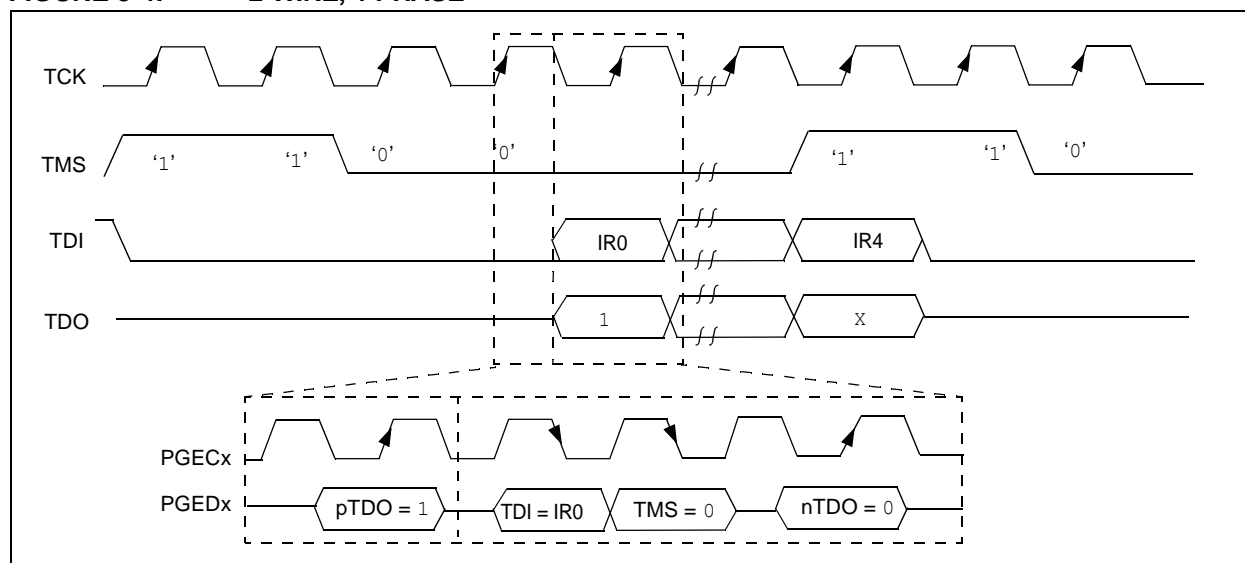 TCK
TMS
‘1’ ‘1’ ‘0’ ‘0’ ‘1’ ‘1’ ‘0’
TDI
IR0 IR4
TDO
1 X
PGECx
PGEDx
pTDO = 1 TDI = IR0 TMS = 0 nTDO = 0